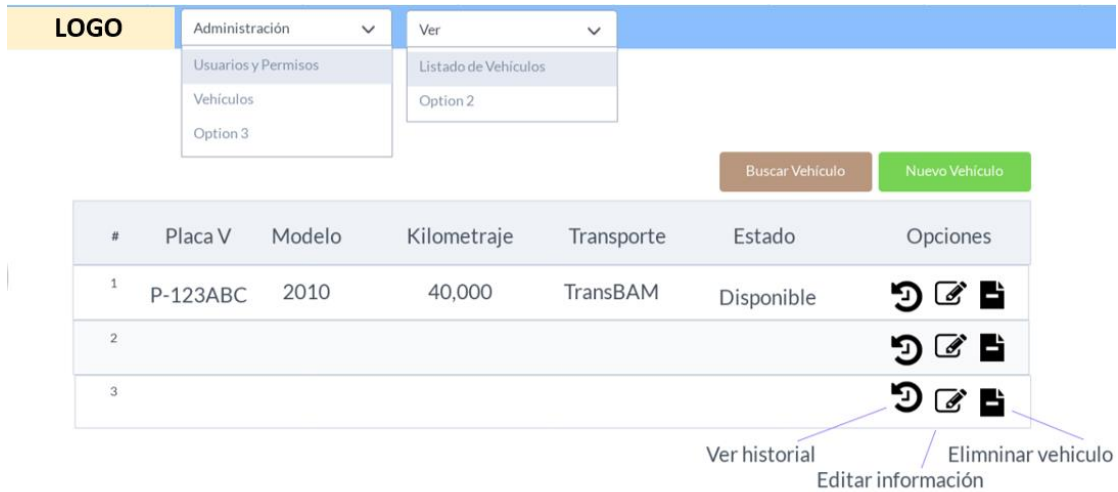 LOGO Administración Ver
Usuarios y Permisos Listado de Vehículos
Vehículos Option 2
Option 3
Buscar Vehículo Nuevo Vehículo
# Placa V Modelo Kilometraje Transporte Estado Opciones
1 P-123ABC 2010 40,000 TransBAM Disponible
2
3
Ver historial Elimninar vehiculo
Editar información